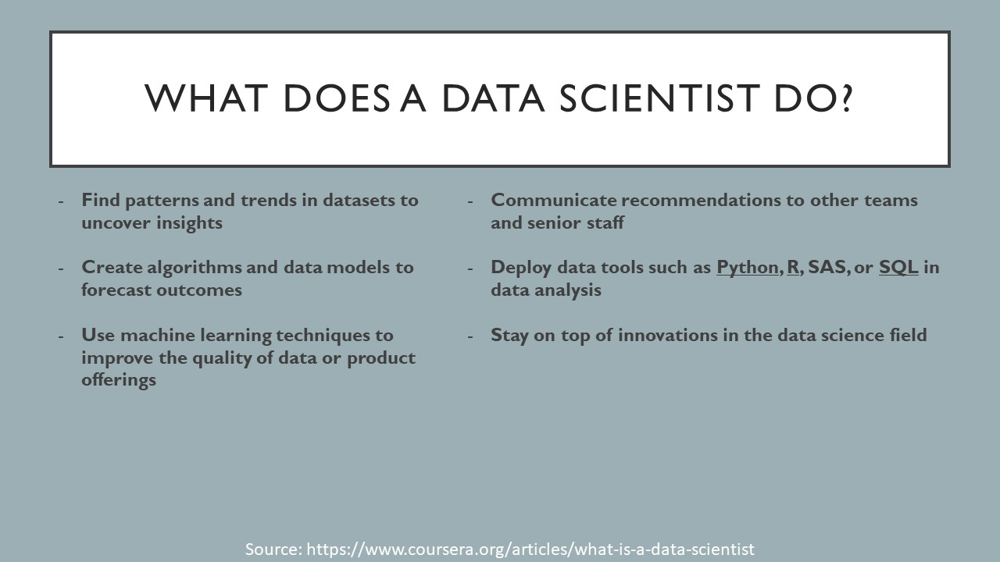 WHAT DOES A DATA SCIENTIST DO?
- Find patterns and trends in datasets to
uncover insights
- Create algorithms and data models to
forecast outcomes
- Use machine learning techniques to
improve the quality of data or product
offerings
- Communicate recommendations to other teams
and senior staff
- Deploy data tools such as Python, R, SAS, or SQL in
data analysis
- Stay on top of innovations in the data science field
Source: https://www.coursera.org/articles/what-is-a-data-scientist